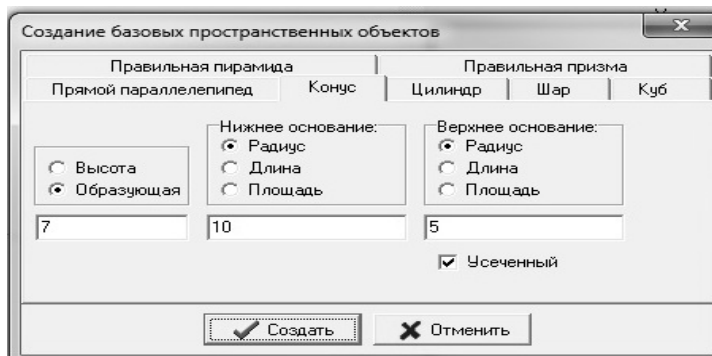 Создание базовых пространственных объектов
Правильная пирамида Правильная призма
Прямой параллелепипед Конус Цилиндр Шар Куб
Нижнее основание: Верхнее основание:
Радиус Радиус
Высота Длина Длина
Образующая Площадь Площадь
7 10 5
Усеченный
Создать Отменить